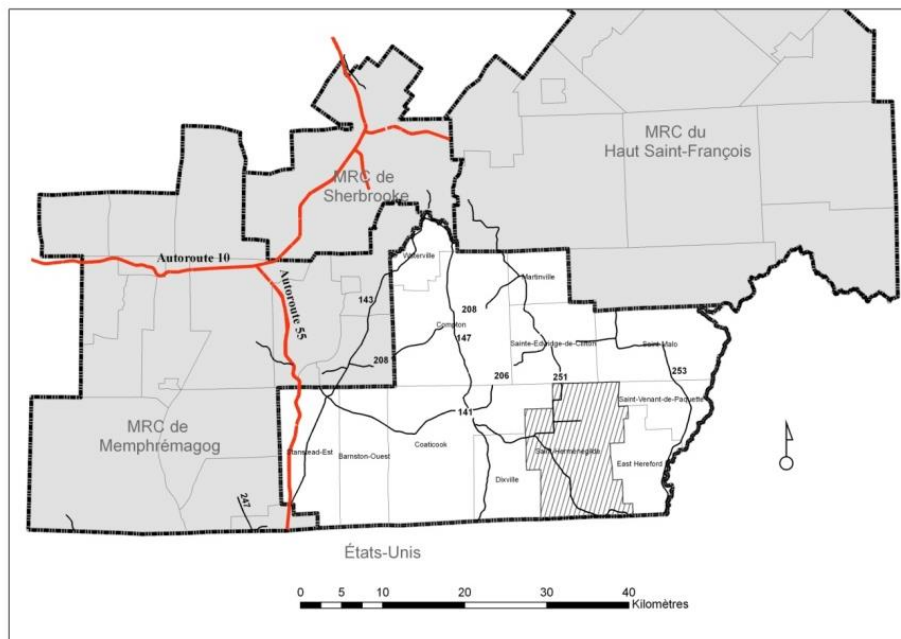 MRC du
Haut Saint-François
MRC de
Sherbrooke
Autoroute 10
Autoroute 55
Waterville
Martinville
143
208
Compton
147
Sainte-Edwidge-de-Clifton
Saint-Malo
208
206
251
253
Saint-Venant-de-Paquette
141
MRC de
Memphrémagog
Stanstead-Est
Barnston-Ouest
Coaticook
Saint-Herménégilde
East Hereford
Dixville
247
États-Unis
0 5 10 20 30 40
Kilomètres